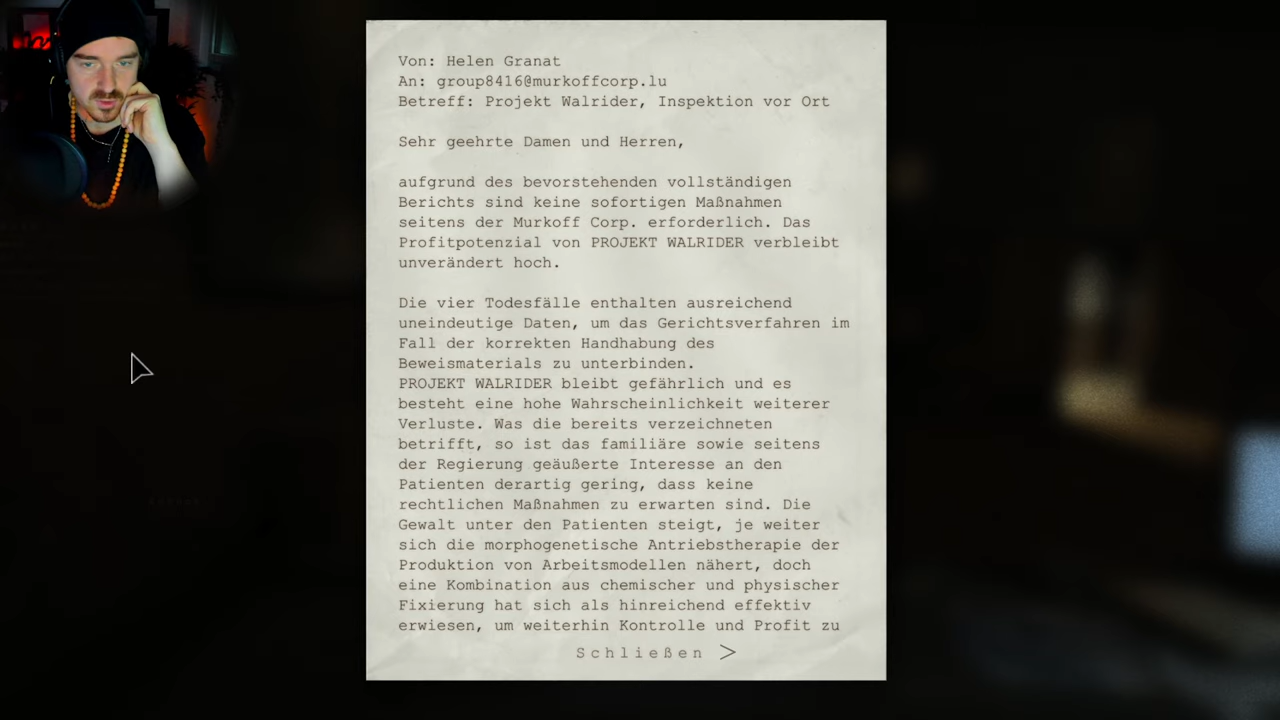 Von: Helen Granat
An: group8416@murkoffcorp.lu
Betreff: Projekt Walrider, Inspektion vor Ort
Sehr geehrte Damen und Herren,
aufgrund des bevorstehenden vollständigen
Berichts sind keine sofortigen Maßnahmen
seitens der Murkoff Corp. erforderlich. Das
Profitpotenzial von PROJEKT WALRIDER verbleibt
unverändert hoch.
Die vier Todesfälle enthalten ausreichend
uneindeutige Daten, um das Gerichtsverfahren im
Fall der korrekten Handhabung des
Beweismaterials zu unterbinden.
PROJEKT WALRIDER bleibt gefährlich und es
besteht eine hohe Wahrscheinlichkeit weiterer
Verluste. Was die bereits verzeichneten
betrifft, so ist das familiäre sowie seitens
der Regierung geäußerte Interesse an den
Patienten derartig gering, dass keine
rechtlichen Maßnahmen zu erwarten sind. Die
Gewalt unter den Patienten steigt, je weiter
sich die morphogenetische Antriebstherapie der
Produktion von Arbeitsmodellen nähert, doch
eine Kombination aus chemischer und physischer
Fixierung hat sich als hinreichend effektiv
erwiesen, um weiterhin Kontrolle und Profit zu
Schließen >